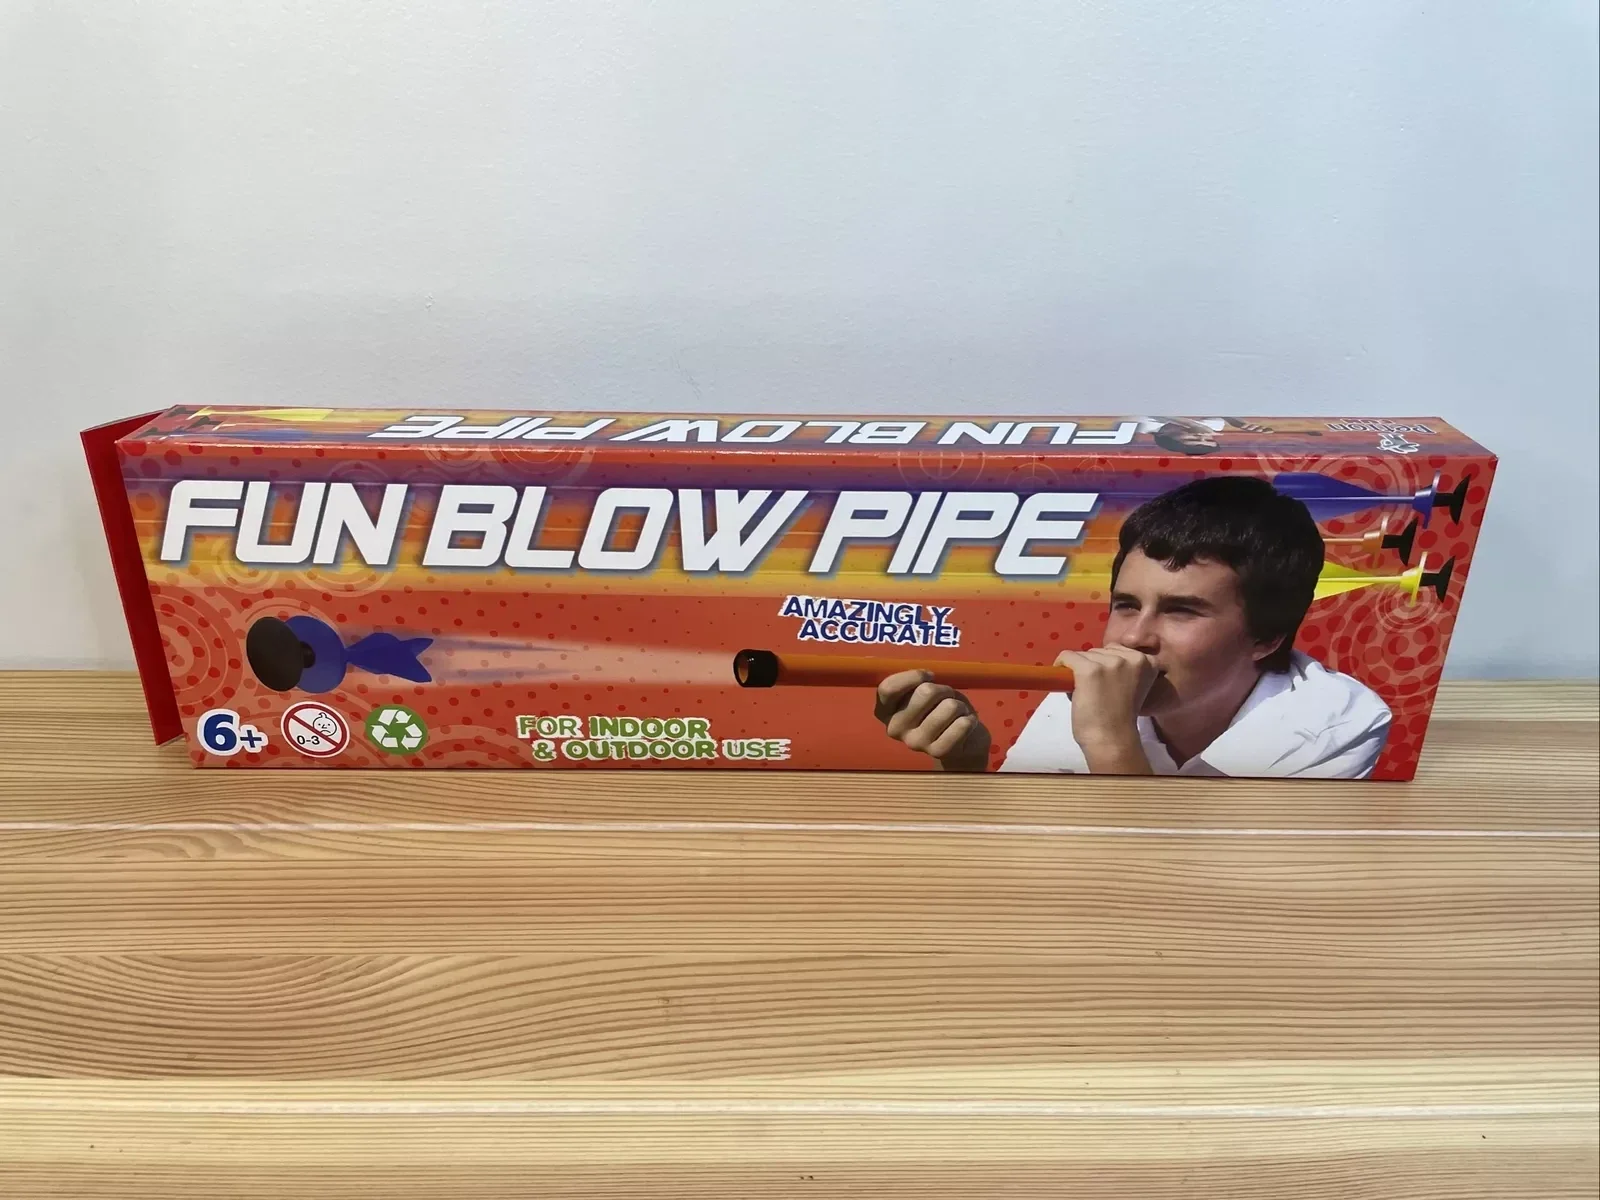 FUN BLOW PIPE
FUN BLOW PIPE
AMAZINGLY
ACCURATE!
6+
0-3
FOR INDOOR
& OUTDOOR USE